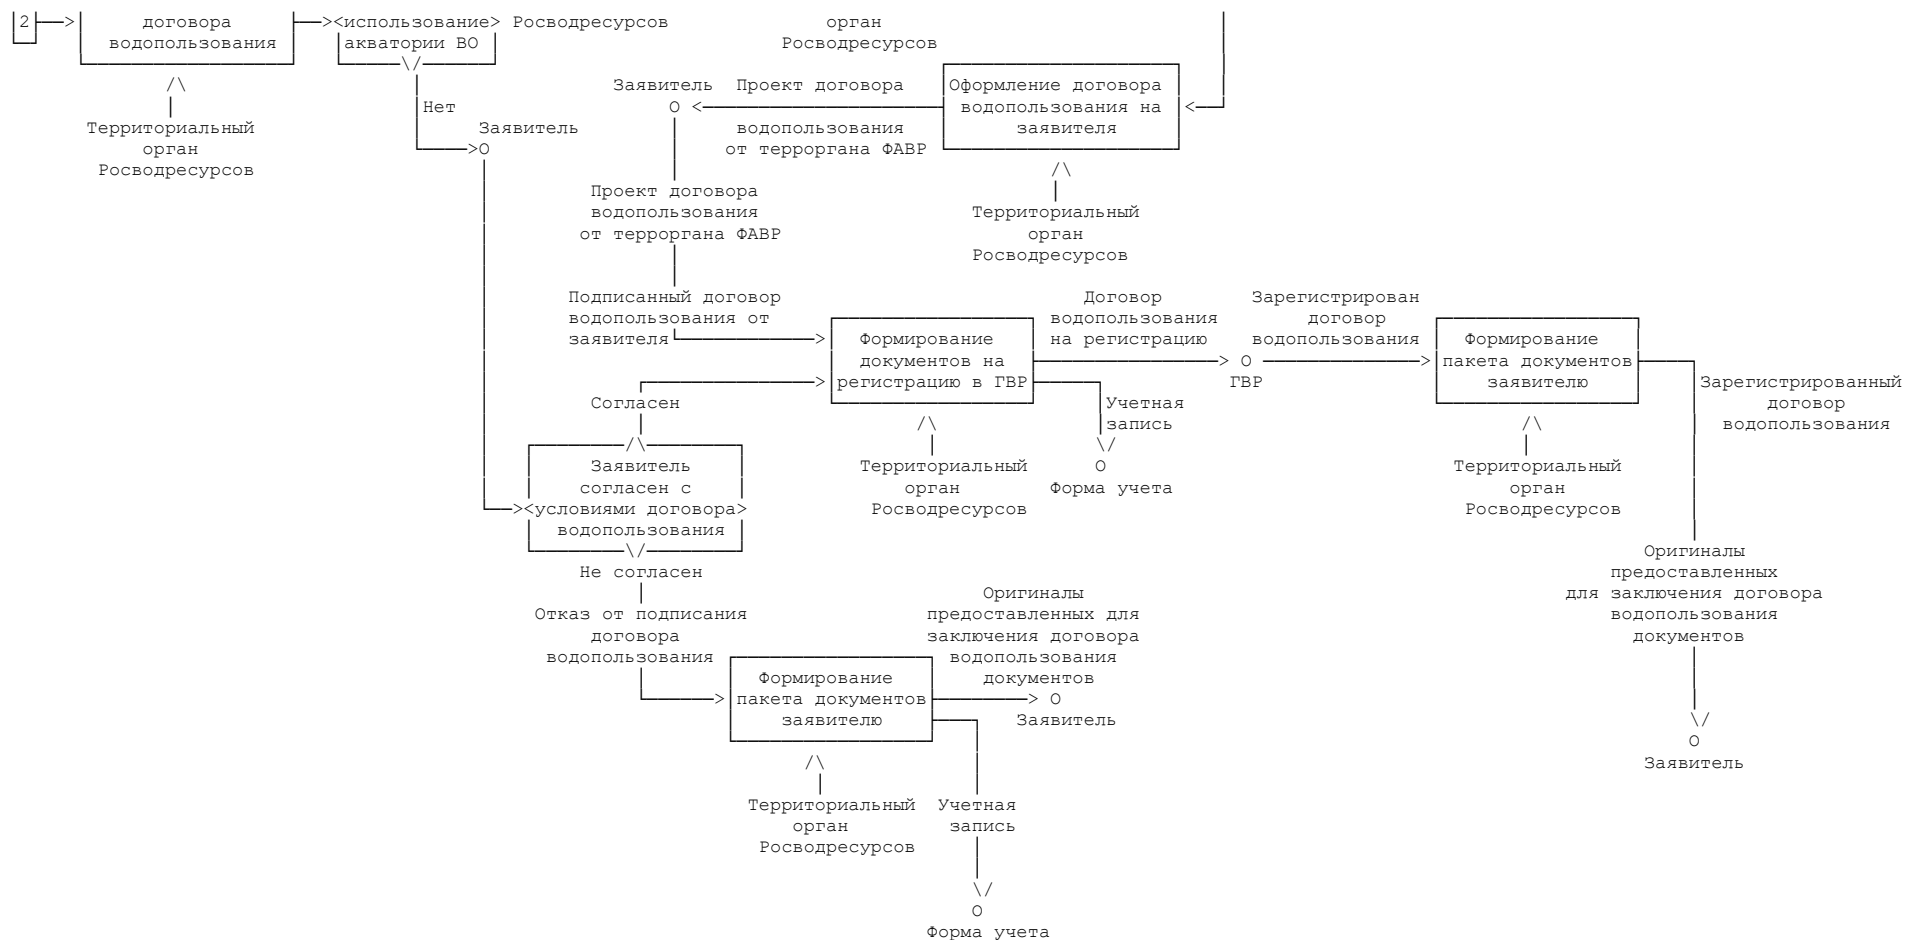 2 договора <использование> Росводресурсов орган
водопользования акватории ВО Росводресурсов
Заявитель Проект договора Оформление договора
Нет О водопользования на
Территориальный Заявитель водопользования заявителя
орган О от терроргана ФАВР
Росводресурсов
Проект договора
водопользования Территориальный
от терроргана ФАВР орган
Росводресурсов
Подписанный договор Договор Зарегистрирован
водопользования от водопользования договор
заявителя Формирование на регистрацию водопользования Формирование
документов на О пакета документов
регистрацию в ГВР ГВР заявителю Зарегистрированный
Согласен Учетная договор
запись водопользования
Заявитель Территориальный О Территориальный
согласен с орган Форма учета орган
<условиями договора> Росводресурсов Росводресурсов
водопользования
Оригиналы
Не согласен предоставленных
Оригиналы для заключения договора
Отказ от подписания предоставленных для водопользования
договора заключения договора документов
водопользования водопользования
Формирование документов
пакета документов О
заявителю Заявитель
О
Заявитель
Территориальный Учетная
орган запись
Росводресурсов
О
Форма учета